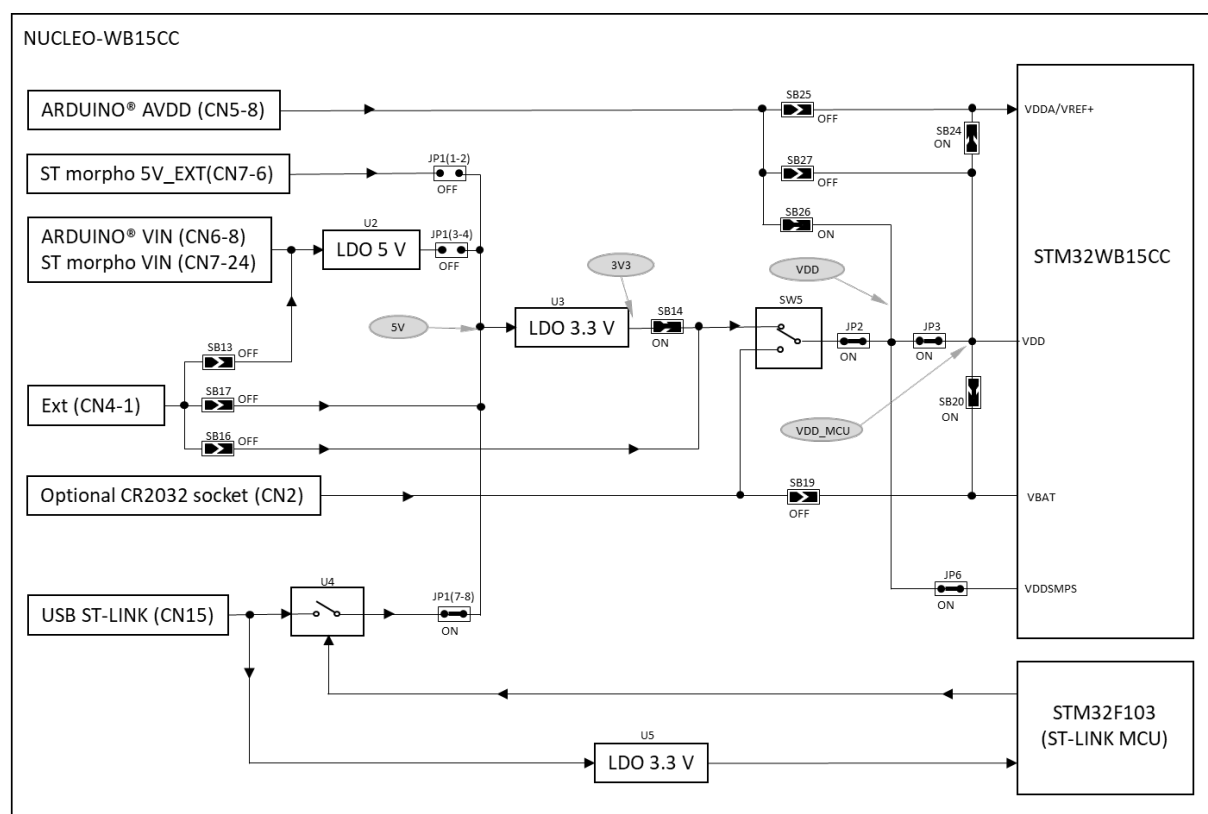 NUCLEO-WB15CC
ARDUINO® AVDD (CN5-8)
SB25
OFF
VDDA/VREF+
SB24
ON
ST morpho 5V_EXT(CN7-6)
JP1(1-2)
OFF
SB27
OFF
SB26
ON
ARDUINO® VIN (CN6-8)
ST morpho VIN (CN7-24)
U2
LDO 5 V
JP1(3-4)
OFF
STM32WB15CC
3V3
VDD
5V
U3
LDO 3.3 V
SB14
ON
SW5
JP2
ON
JP3
ON
VDD
SB13
OFF
Ext (CN4-1)
SB17
OFF
SB16
OFF
SB20
ON
VDD_MCU
Optional CR2032 socket (CN2)
SB19
OFF
VBAT
USB ST-LINK (CN15)
U4
JP1(7-8)
ON
JP6
ON
VDDSMPS
STM32F103
(ST-LINK MCU)
U5
LDO 3.3 V